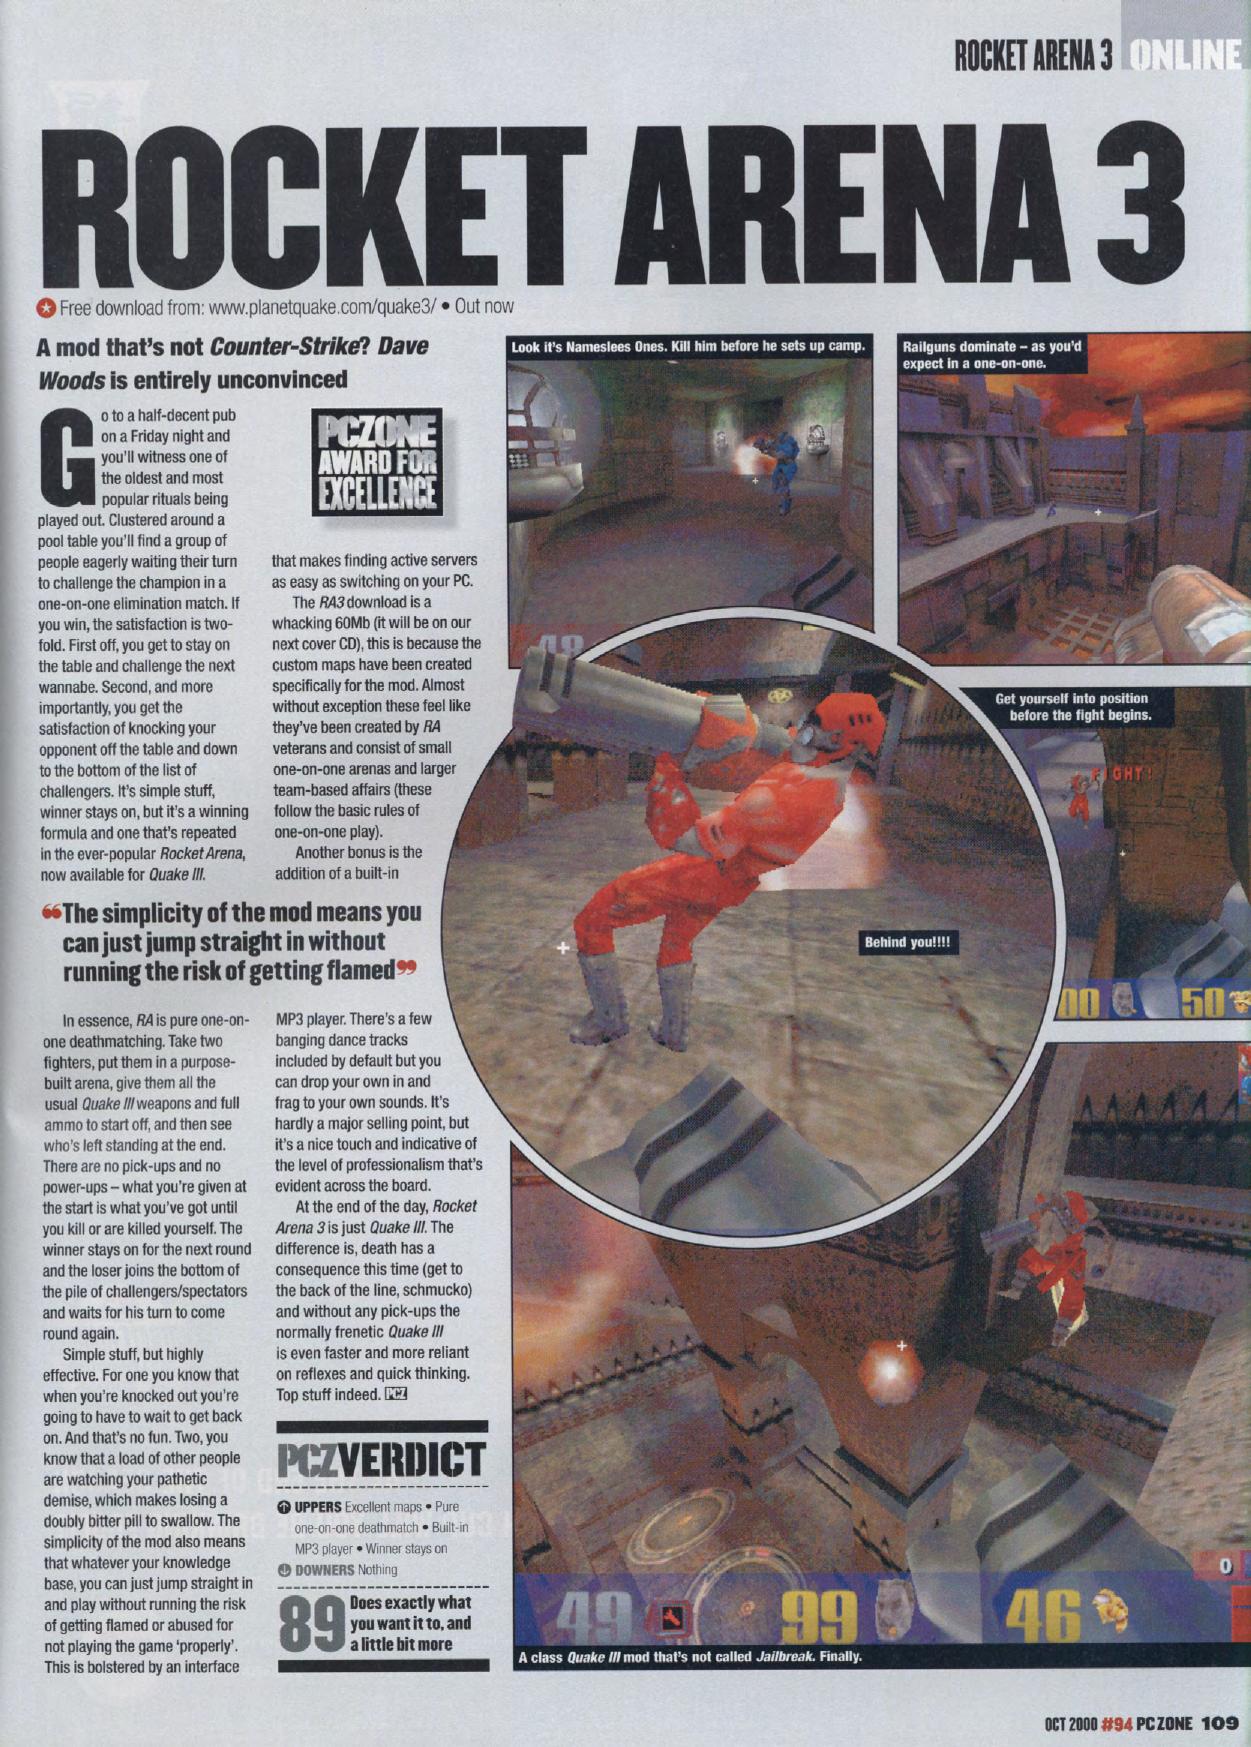 ROCKET ARENA 3 ONLINE
ROCKET ARENA 3
Free download from: www.planetquake.com/quake3/ • Out now
A mod that's not Counter-Strike? Dave
Woods is entirely unconvinced
Go to a half-decent pub
on a Friday night and
you'll witness one of
the oldest and most
popular rituals being
played out. Clustered around a
pool table you'll find a group of
people eagerly waiting their turn
to challenge the champion in a
one-on-one elimination match. If
you win, the satisfaction is two-
fold. First off, you get to stay on
the table and challenge the next
wannabe. Second, and more
importantly, you get the
satisfaction of knocking your
opponent off the table and down
to the bottom of the list of
challengers. It's simple stuff,
winner stays on, but it's a winning
formula and one that's repeated
in the ever-popular Rocket Arena,
now available for Quake III.
“The simplicity of the mod means you
can just jump straight in without
running the risk of getting flamed”
In essence, RA is pure one-on-
one deathmatching. Take two
fighters, put them in a purpose-
built arena, give them all the
usual Quake III weapons and full
ammo to start off, and then see
who's left standing at the end.
There are no pick-ups and no
power-ups – what you're given at
the start is what you've got until
you kill or are killed yourself. The
winner stays on for the next round
and the loser joins the bottom of
the pile of challengers/spectators
and waits for his turn to come
round again.
Simple stuff, but highly
effective. For one you know that
when you're knocked out you're
going to have to wait to get back
on. And that's no fun. Two, you
know that a load of other people
are watching your pathetic
demise, which makes losing a
doubly bitter pill to swallow. The
simplicity of the mod also means
that whatever your knowledge
base, you can just jump straight in
and play without running the risk
of getting flamed or abused for
not playing the game 'properly'.
This is bolstered by an interface
PCZONE
AWARD FOR
EXCELLENCE
that makes finding active servers
as easy as switching on your PC.
The RA3 download is a
whacking 60Mb (it will be on our
next cover CD), this is because the
custom maps have been created
specifically for the mod. Almost
without exception these feel like
they've been created by RA
veterans and consist of small
one-on-one arenas and larger
team-based affairs (these
follow the basic rules of
one-on-one play).
Another bonus is the
addition of a built-in
MP3 player. There's a few
banging dance tracks
included by default but you
can drop your own in and
frag to your own sounds. It's
hardly a major selling point, but
it's a nice touch and indicative of
the level of professionalism that's
evident across the board.
At the end of the day, Rocket
Arena 3 is just Quake III. The
difference is, death has a
consequence this time (get to
the back of the line, schmucko)
and without any pick-ups the
normally frenetic Quake III
is even faster and more reliant
on reflexes and quick thinking.
Top stuff indeed. PCZ
PCZVERDICT
UPPERS Excellent maps • Pure
one-on-one deathmatch • Built-in
MP3 player • Winner stays on
DOWNERS Nothing
89
Does exactly what
you want it to, and
a little bit more
Look it's Nameslees Ones. Kill him before he sets up camp.
48
Railguns dominate – as you'd
expect in a one-on-one.
Get yourself into position
before the fight begins.
FIGHT!
00 50
Behind you!!!!
0
49 99 46
A class Quake III mod that's not called Jailbreak. Finally.
OCT 2000 #94 PC ZONE 109